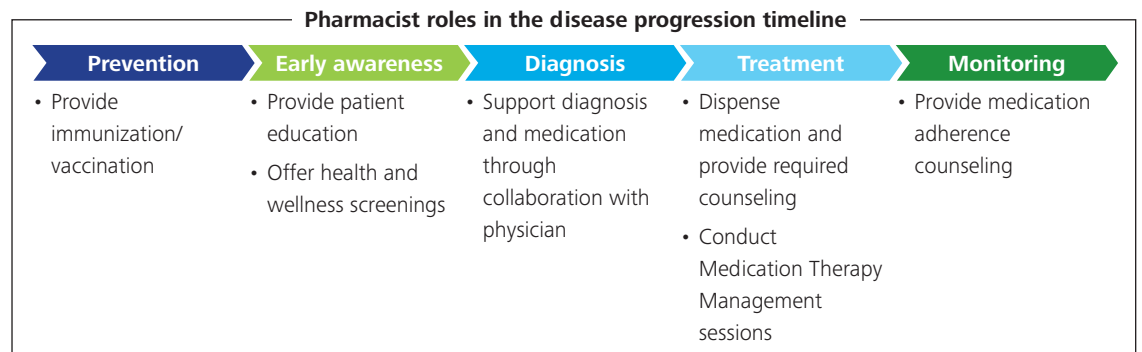 Pharmacist roles in the disease progression timeline
Prevention
Early awareness
Diagnosis
Treatment
Monitoring
• Provide
immunization/
vaccination
• Provide patient
education
• Offer health and
wellness screenings
• Support diagnosis
and medication
through
collaboration with
physician
• Dispense
medication and
provide required
counseling
• Conduct
Medication Therapy
Management
sessions
• Provide medication
adherence
counseling